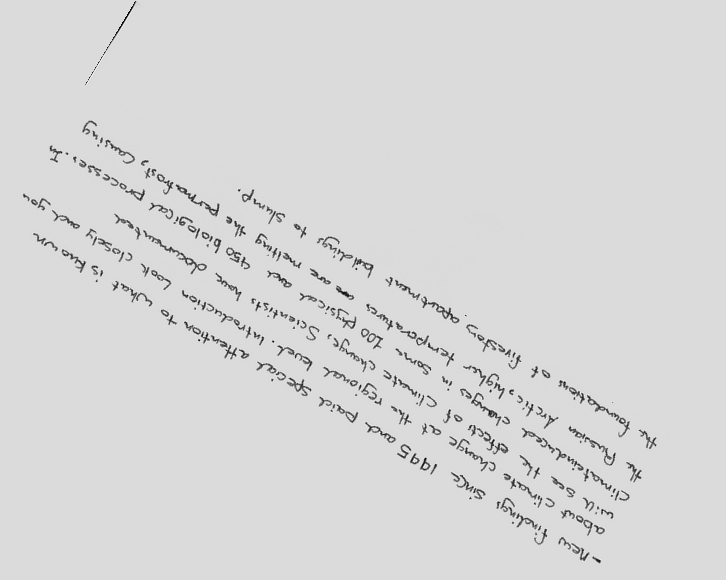 - New findings since 1995 and paid special attention to what is known
about climate change at the regional level. Introduction Look closely and you
will see the effects of climate change, Scientists have documented
climateinduced changes in some 100 physical and 450 biological processes. In
the Russian Arctic, higher temperatures are melting the permafrost, causing
the foundations of fivestory apartment buildings to slump.